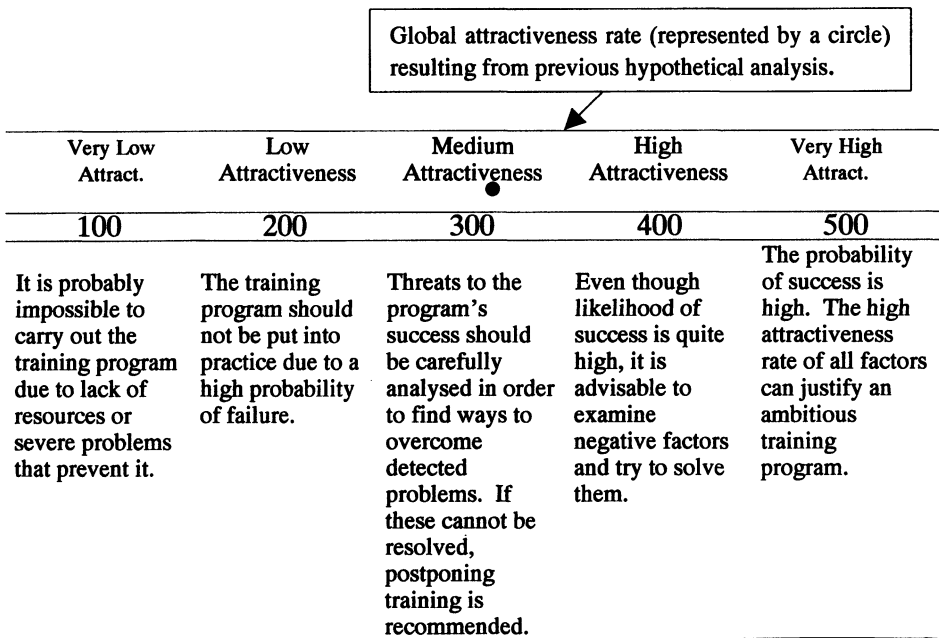 Global attractiveness rate (represented by a circle)
resulting from previous hypothetical analysis.
Very Low
Attract.
Low
Attractiveness
Medium
Attractiveness
High
Attractiveness
Very High
Attract.
100
200
300
400
500
It is probably
impossible to
carry out the
training program
due to lack of
resources or
severe problems
that prevent it.
The training
program should
not be put into
practice due to a
high probability
of failure.
Threats to the
program's
success should
be carefully
analysed in order
to find ways to
overcome
detected
problems. If
these cannot be
resolved,
postponing
training is
recommended.
Even though
likelihood of
success is quite
high, it is
advisable to
examine
negative factors
and try to solve
them.
The probability
of success is
high. The high
attractiveness
rate of all factors
can justify an
ambitious
training
program.